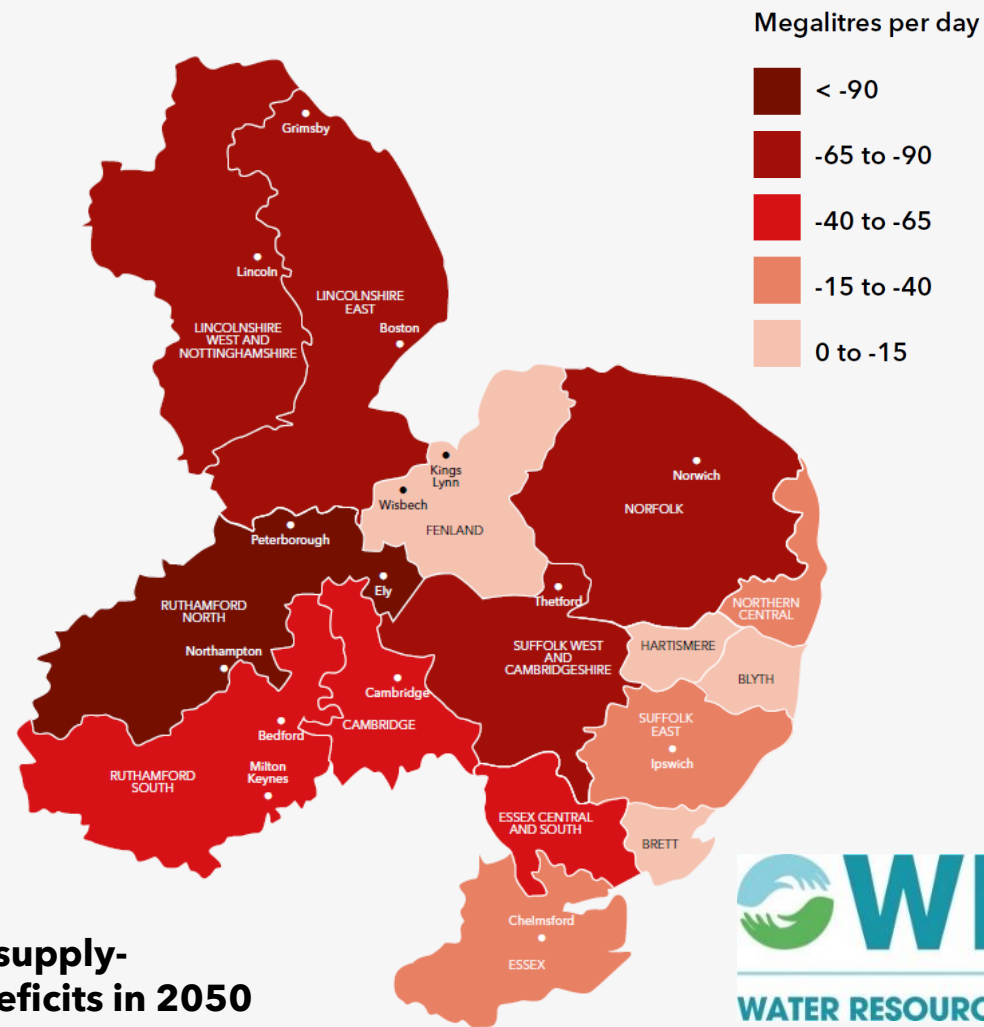 Megalitres per day
< -90
-65 to -90
-40 to -65
-15 to -40
0 to -15
Grimsby
Lincoln
LINCOLNSHIRE
EAST
Boston
LINCOLNSHIRE
WEST AND
NOTTINGHAMSHIRE
Kings
Lynn
Wisbech
FENLAND
Norwich
NORFOLK
Peterborough
Ely
Thetford
RUTHAMFORD
NORTH
Northampton
NORTHERN
CENTRAL
SUFFOLK WEST
AND
CAMBRIDGESHIRE
HARTISMERE
BLYTH
Cambridge
CAMBRIDGE
Bedford
Milton
Keynes
RUTHAMFORD
SOUTH
SUFFOLK
EAST
Ipswich
ESSEX CENTRAL
AND SOUTH
BRETT
Chelmsford
ESSEX
supply-
eficits in 2050
W
WATER RESOURC